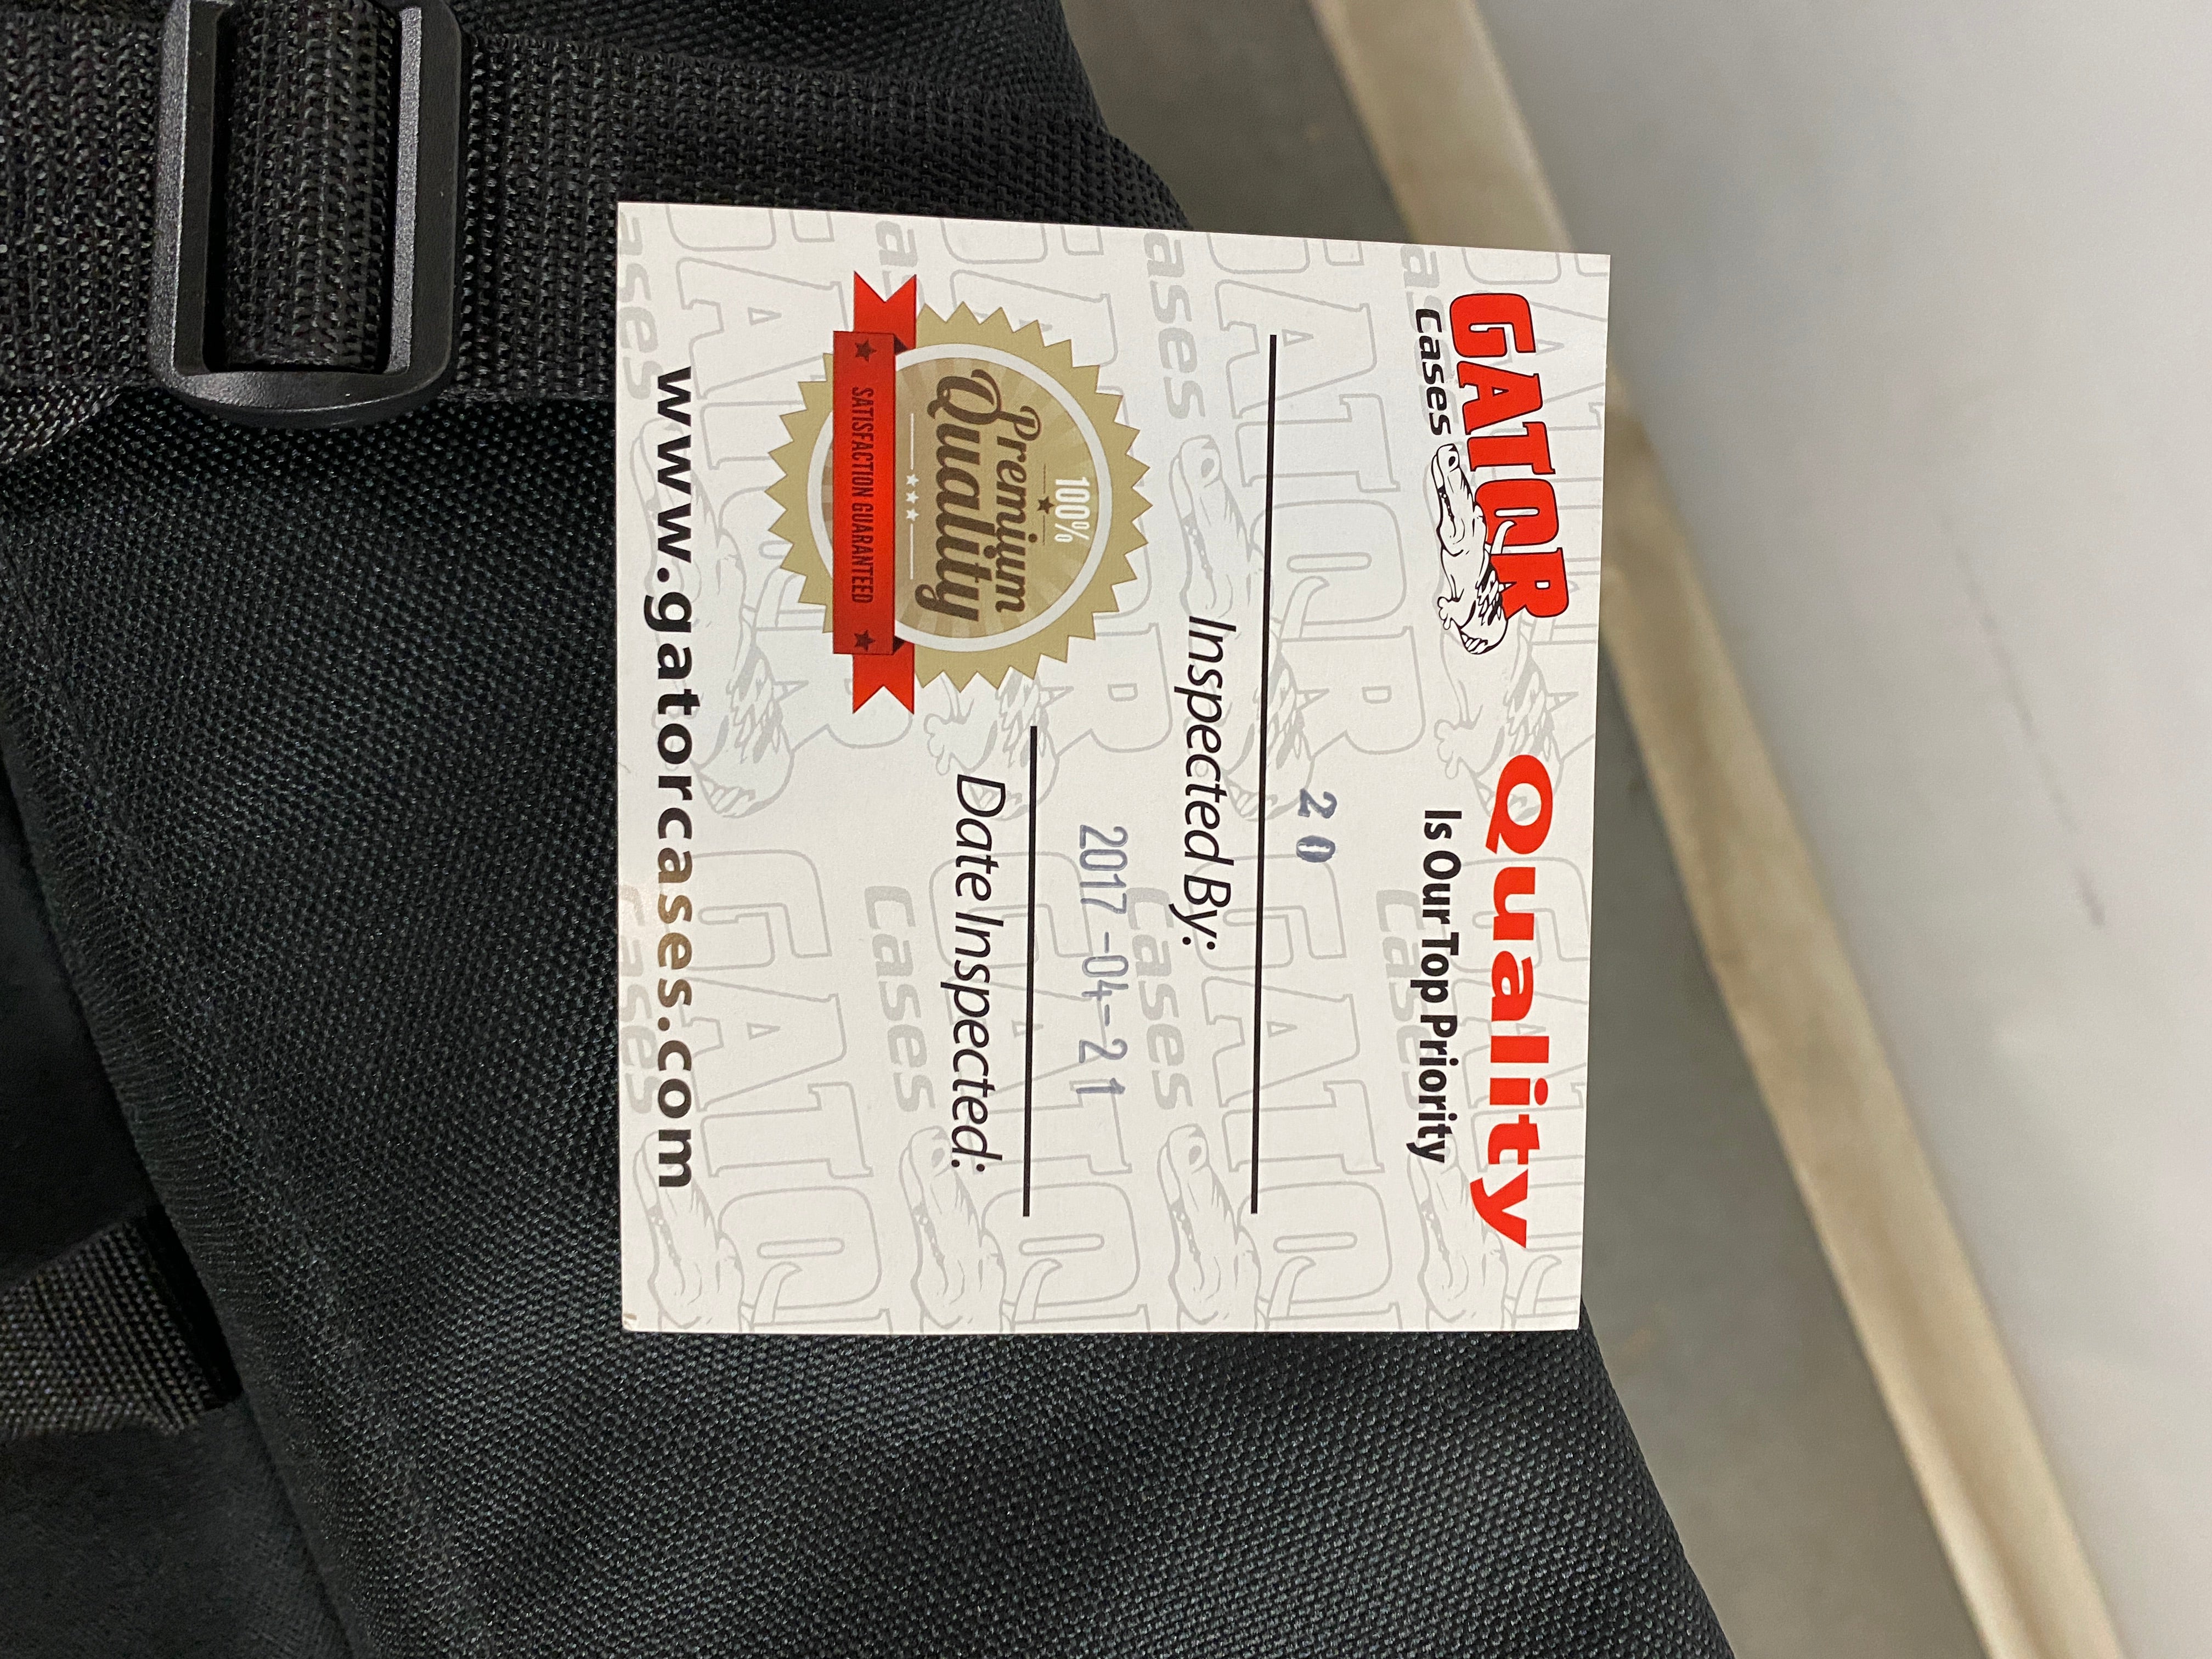 GATOR
cases
Quality
Is Our Top Priority
20
Inspected By:
100%
Premium
Quality
SATISFACTION GUARANTEED
2017-04-21
Date Inspected:
www.gatorcases.com